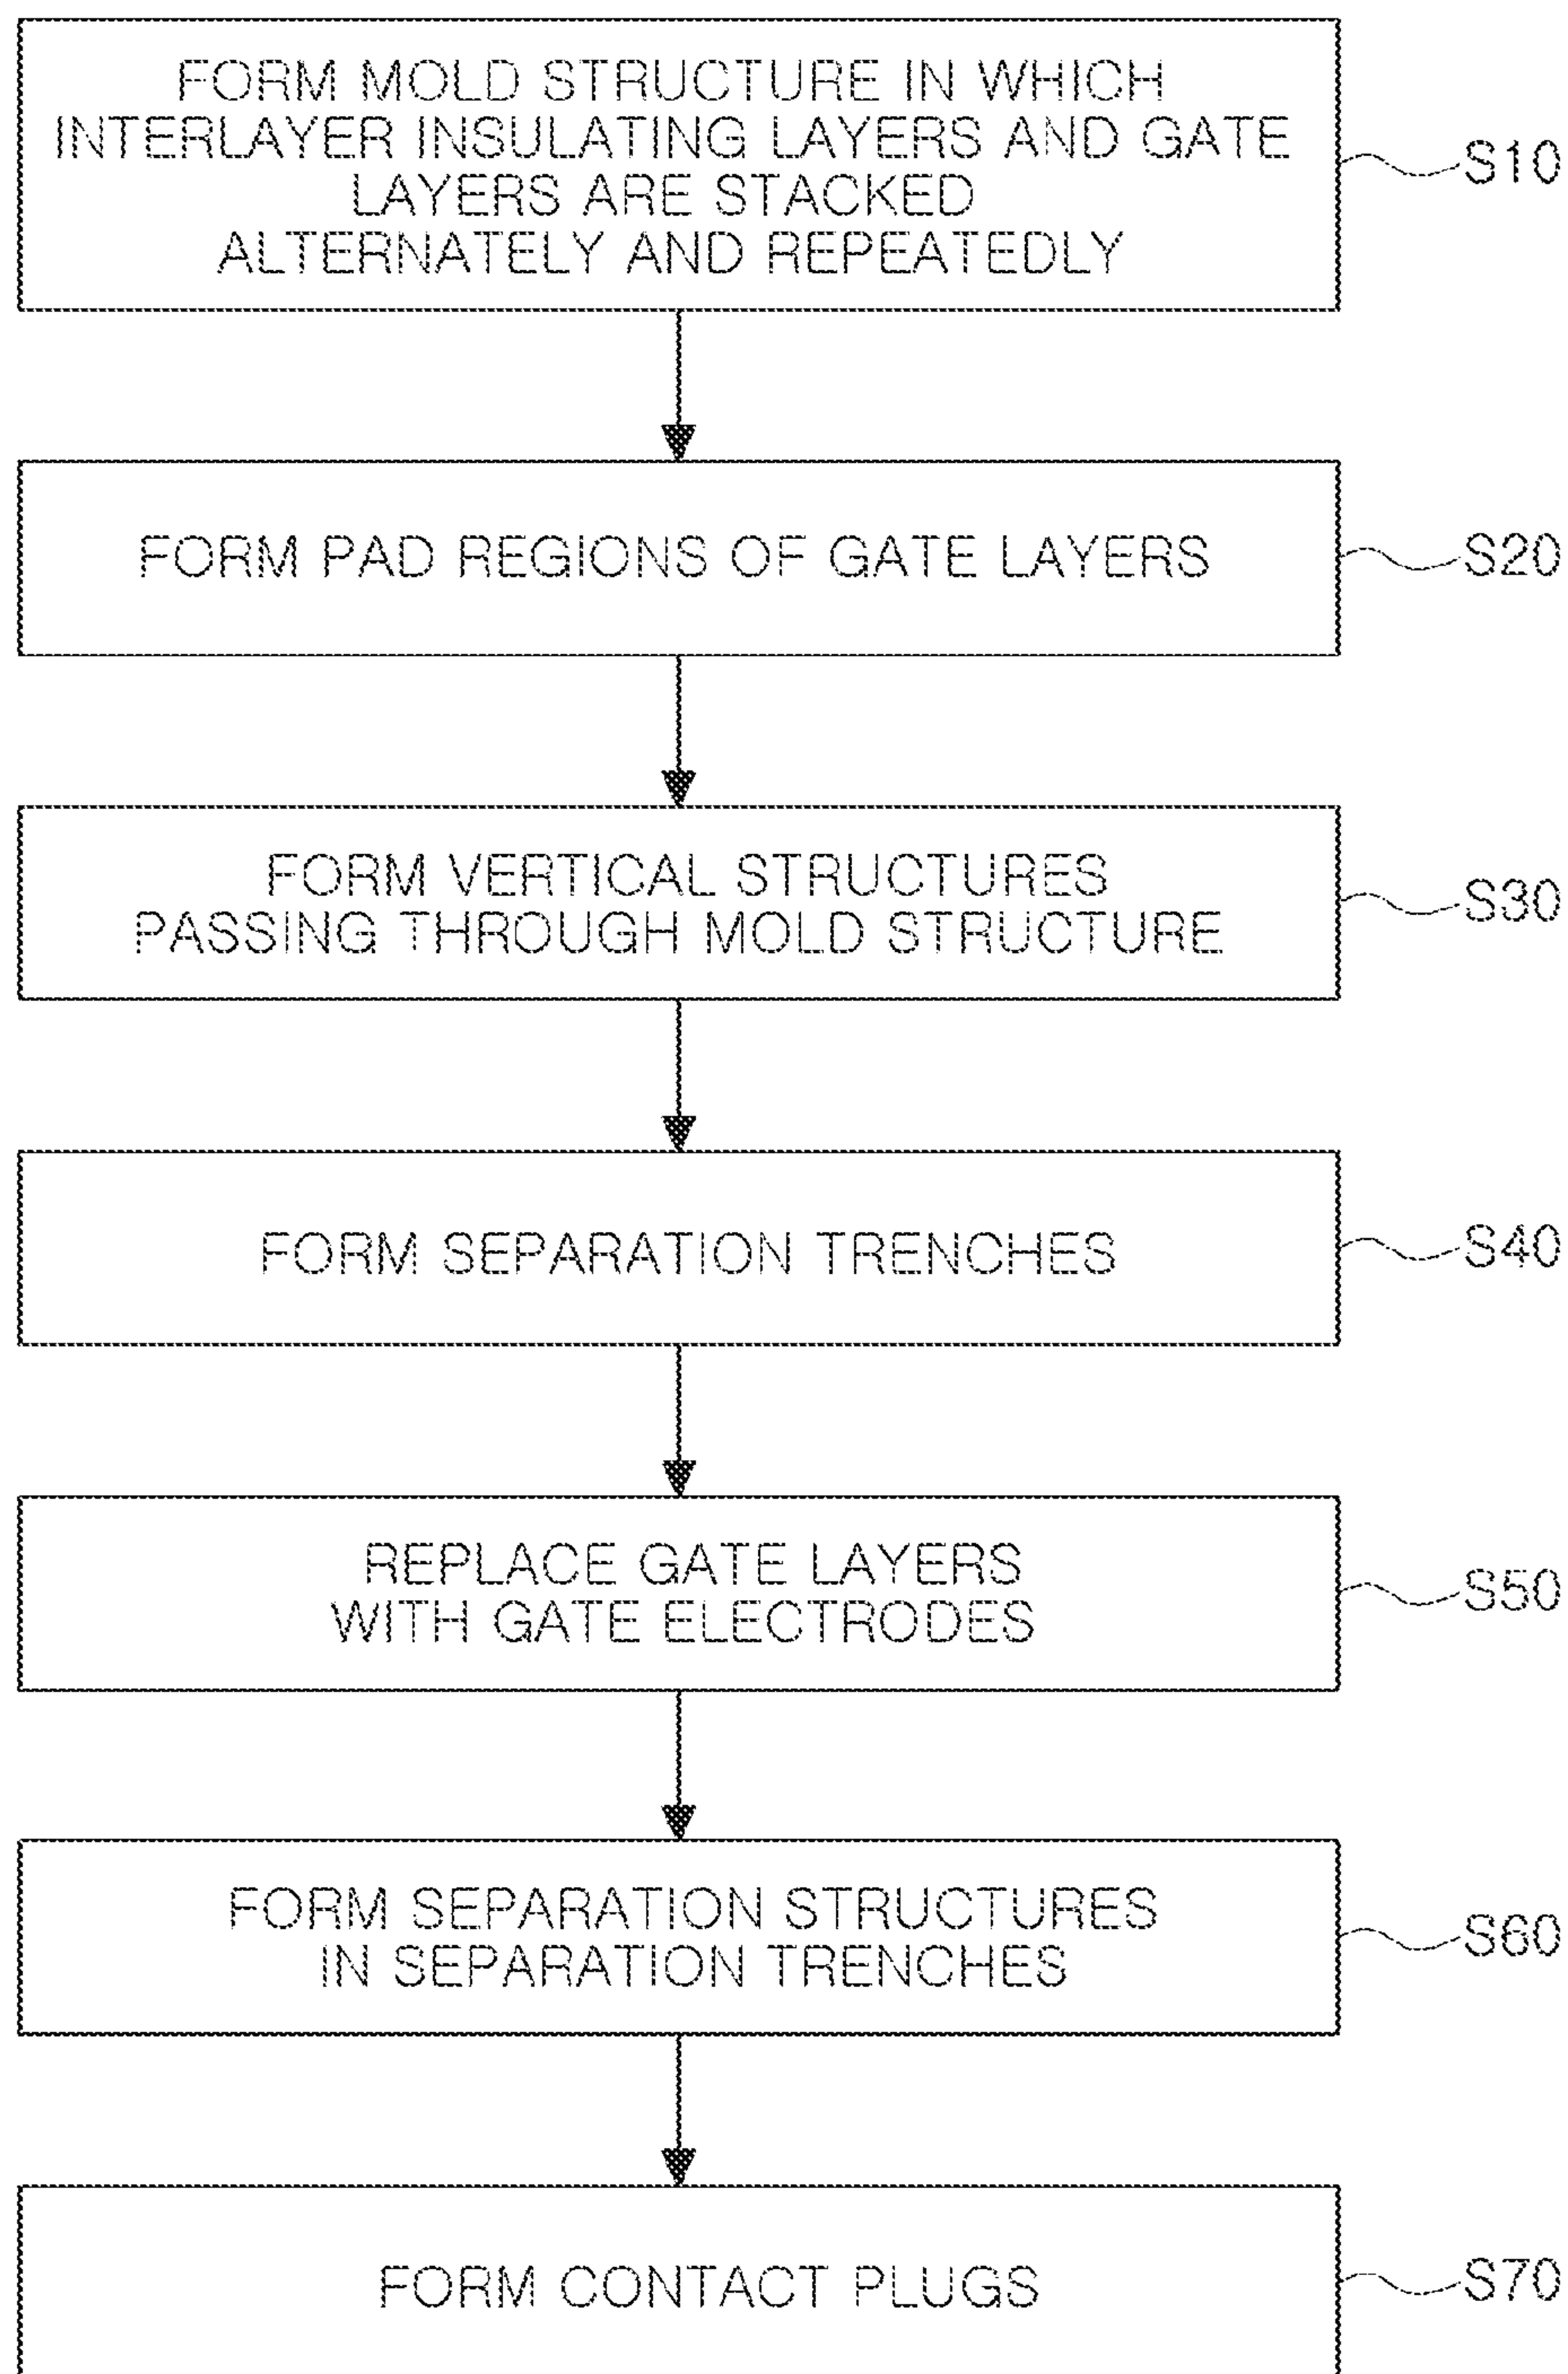 FORM MOLD STRUCTURE IN WHICH
INTERLAYER INSULATING LAYERS AND GATE
LAYERS ARE STACKED
ALTERNATELY AND REPEATEDLY
S10
FORM PAD REGIONS OF GATE LAYERS
S20
FORM VERTICAL STRUCTURES
PASSING THROUGH MOLD STRUCTURE
S30
FORM SEPARATION TRENCHES
S40
REPLACE GATE LAYERS
WITH GATE ELECTRODES
S50
FORM SEPARATION STRUCTURES
IN SEPARATION TRENCHES
S60
FORM CONTACT PLUGS
S70